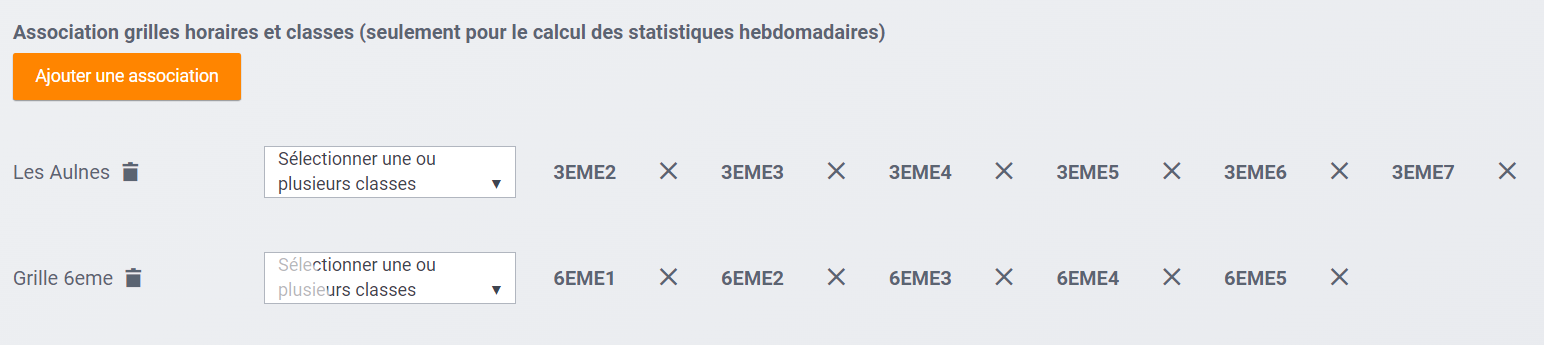 Association grilles horaires et classes (seulement pour le calcul des statistiques hebdomadaires)
Ajouter une association
Les Aulnes
Sélectionner une ou
plusieurs classes
3EME2 3EME3 3EME4 3EME5 3EME6 3EME7
Grille 6eme
Sélectionner une ou
plusieurs classes
6EME1 6EME2 6EME3 6EME4 6EME5